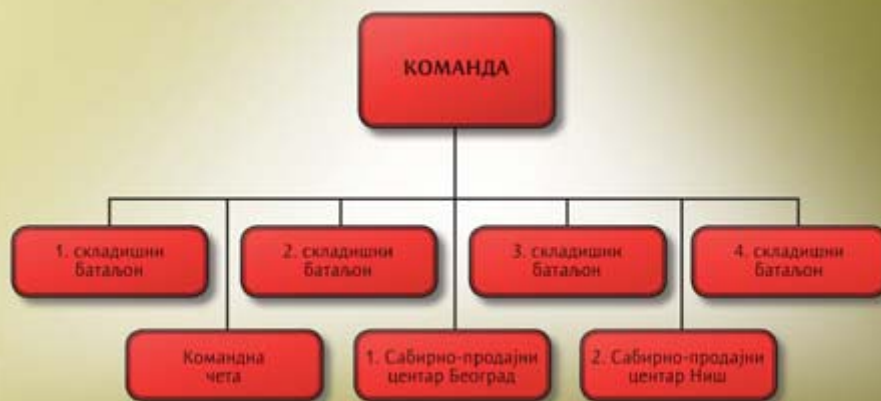 КОМАНДА
1. складишни
батаљон
2. складишни
батаљон
3. складишни
батаљон
4. складишни
батаљон
Командна
чета
1. Сабирно-продајни
центар Београд
2. Сабирно-продајни
центар Ниш